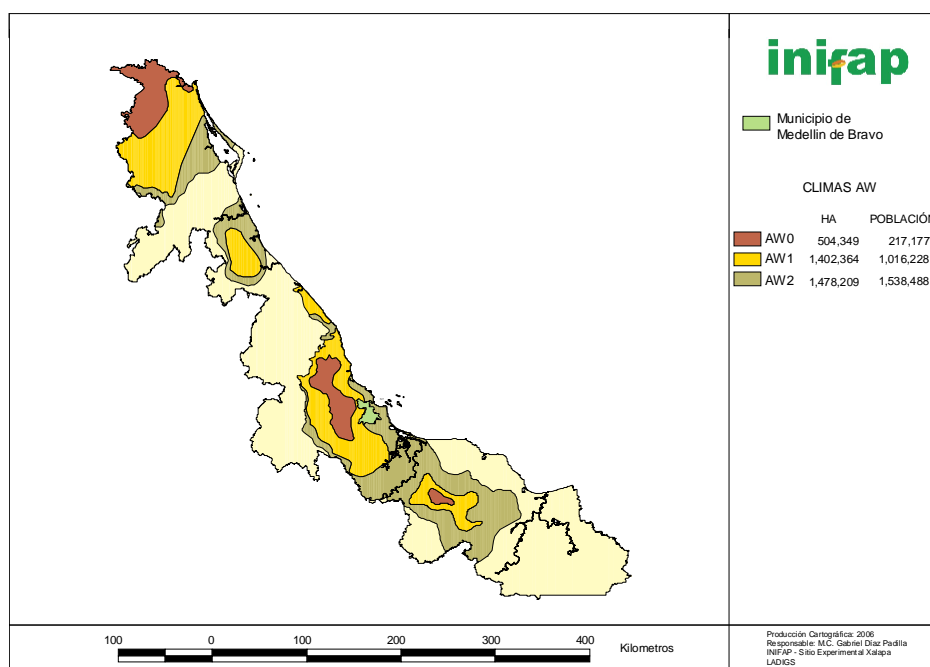 inifap
Municipio de
Medellin de Bravo
CLIMAS AW
HA POBLACIÓN
AW0 504,349 217,177
AW1 1,402,364 1,016,228
AW2 1,478,209 1,538,488
100 0 100 200 300 400 Kilometros
Producción Cartográfica: 2006
Responsable: M.C. Gabriel Díaz Padilla
INIFAP - Sitio Experimental Xalapa
LADIGS